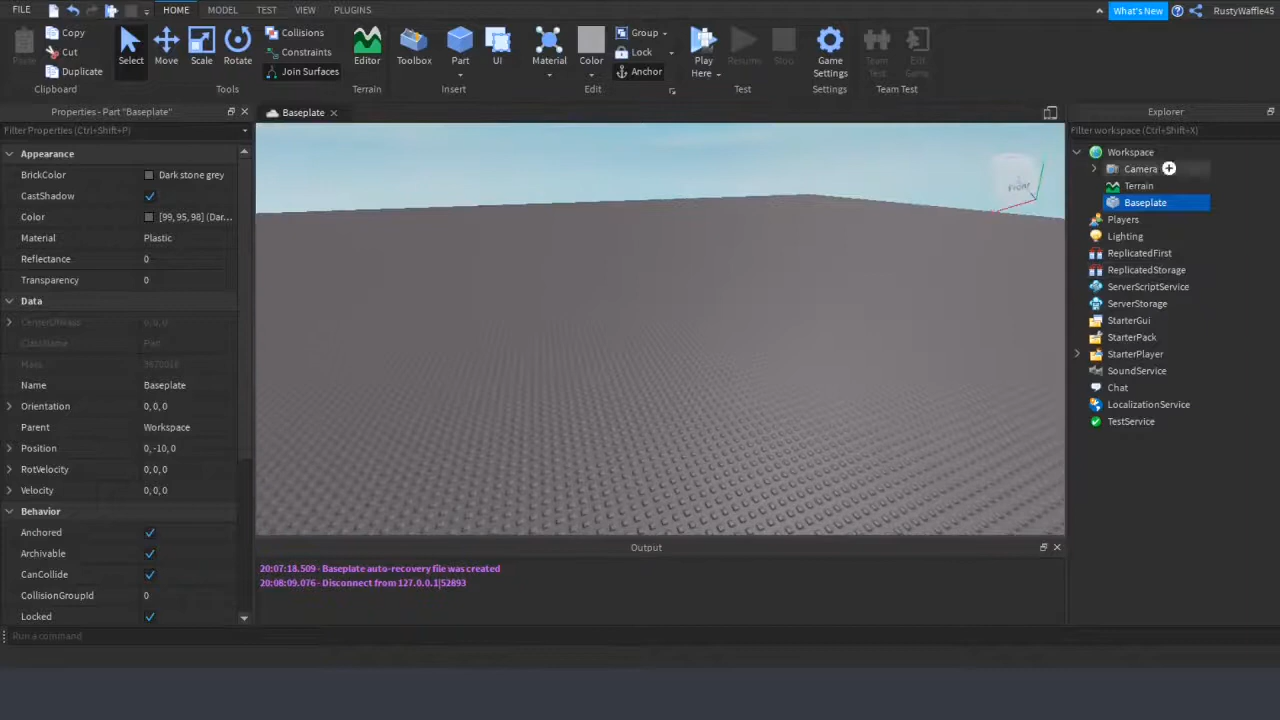 FILE HOME MODEL TEST VIEW PLUGINS What's New RustyWaffle45
Copy
Cut
Duplicate
Paste
Clipboard
Select Move Scale Rotate
Tools
Collisions
Constraints
Join Surfaces
Editor
Terrain
Toolbox Part UI
Insert
Material Color
Group
Lock
Anchor
Edit
Play
Here
Resume Stop
Test
Game
Settings
Settings
Team
Test
Exit
Game
Team Test
Properties - Part "Baseplate"
Filter Properties (Ctrl+Shift+P)
Appearance
BrickColor Dark stone grey
CastShadow
Color [99, 95, 98] (Dar...
Material Plastic
Reflectance 0
Transparency 0
Data
CenterOfMass 0, 0, 0
ClassName Part
Mass 3670016
Name Baseplate
Orientation 0, 0, 0
Parent Workspace
Position 0, -10, 0
RotVelocity 0, 0, 0
Velocity 0, 0, 0
Behavior
Anchored
Archivable
CanCollide
CollisionGroupId 0
Locked
Baseplate
Front
Output
20:07:18.509 - Baseplate auto-recovery file was created
20:08:09.076 - Disconnect from 127.0.0.1|52893
Explorer
Filter workspace (Ctrl+Shift+X)
Workspace
Camera
Terrain
Baseplate
Players
Lighting
ReplicatedFirst
ReplicatedStorage
ServerScriptService
ServerStorage
StarterGui
StarterPack
StarterPlayer
SoundService
Chat
LocalizationService
TestService
Run a command